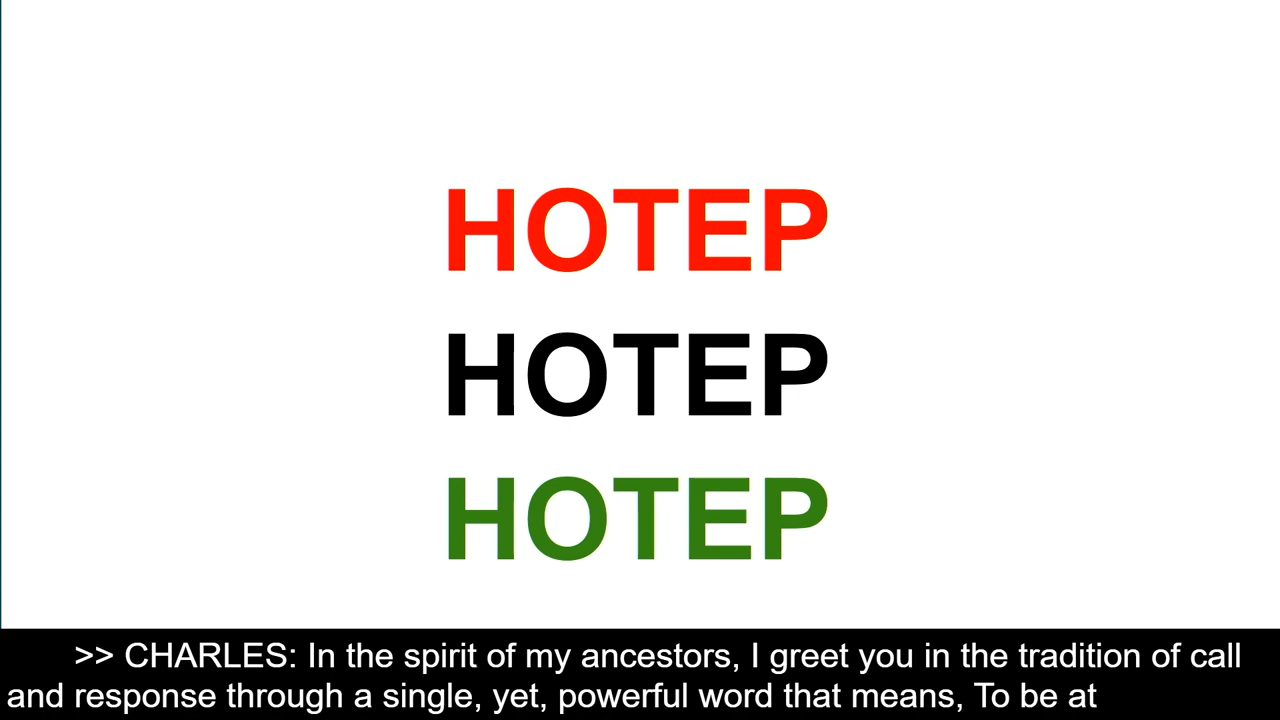 HOTEP
HOTEP
HOTEP
>> CHARLES: In the spirit of my ancestors, I greet you in the tradition of call
and response through a single, yet, powerful word that means, To be at